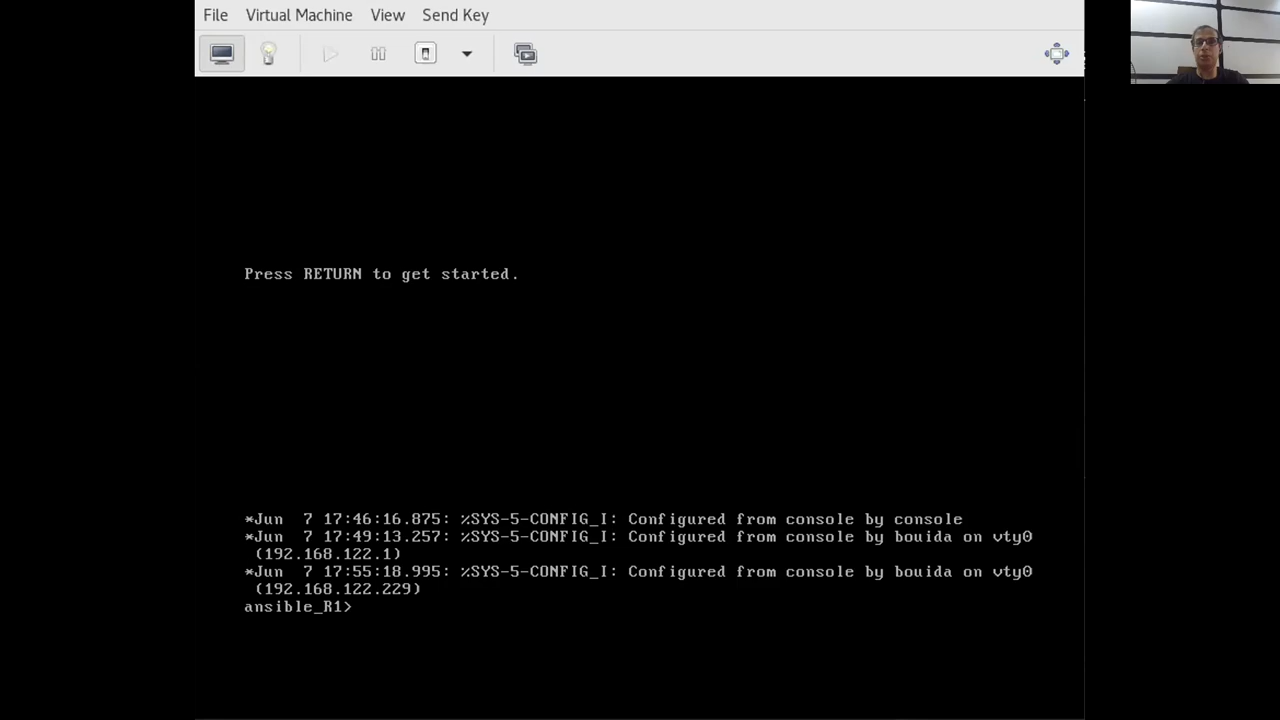 File Virtual Machine View Send Key
Press RETURN to get started.
*Jun  7 17:46:16.875: %SYS-5-CONFIG_I: Configured from console by console
*Jun  7 17:49:13.257: %SYS-5-CONFIG_I: Configured from console by bouida on vty0
(192.168.122.1)
*Jun  7 17:55:18.995: %SYS-5-CONFIG_I: Configured from console by bouida on vty0
(192.168.122.229)
ansible_R1>